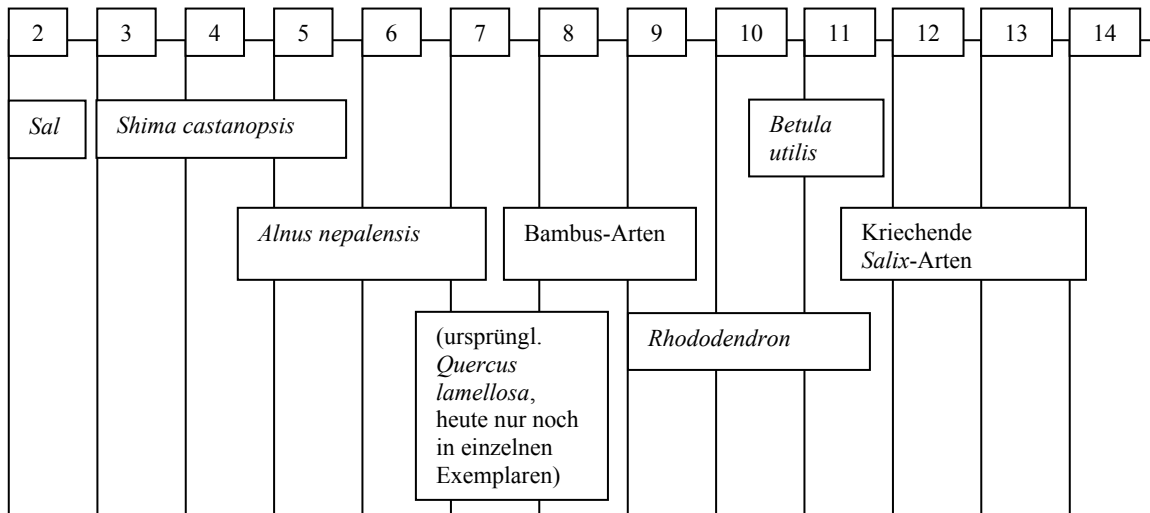 2 3 4 5 6 7 8 9 10 11 12 13 14
Sal
Shima castanopsis
Betula
utilis
Alnus nepalensis
Bambus-Arten
Kriechende
Salix-Arten
(ursprüngl.
Quercus
lamellosa,
heute nur noch
in einzelnen
Exemplaren)
Rhododendron